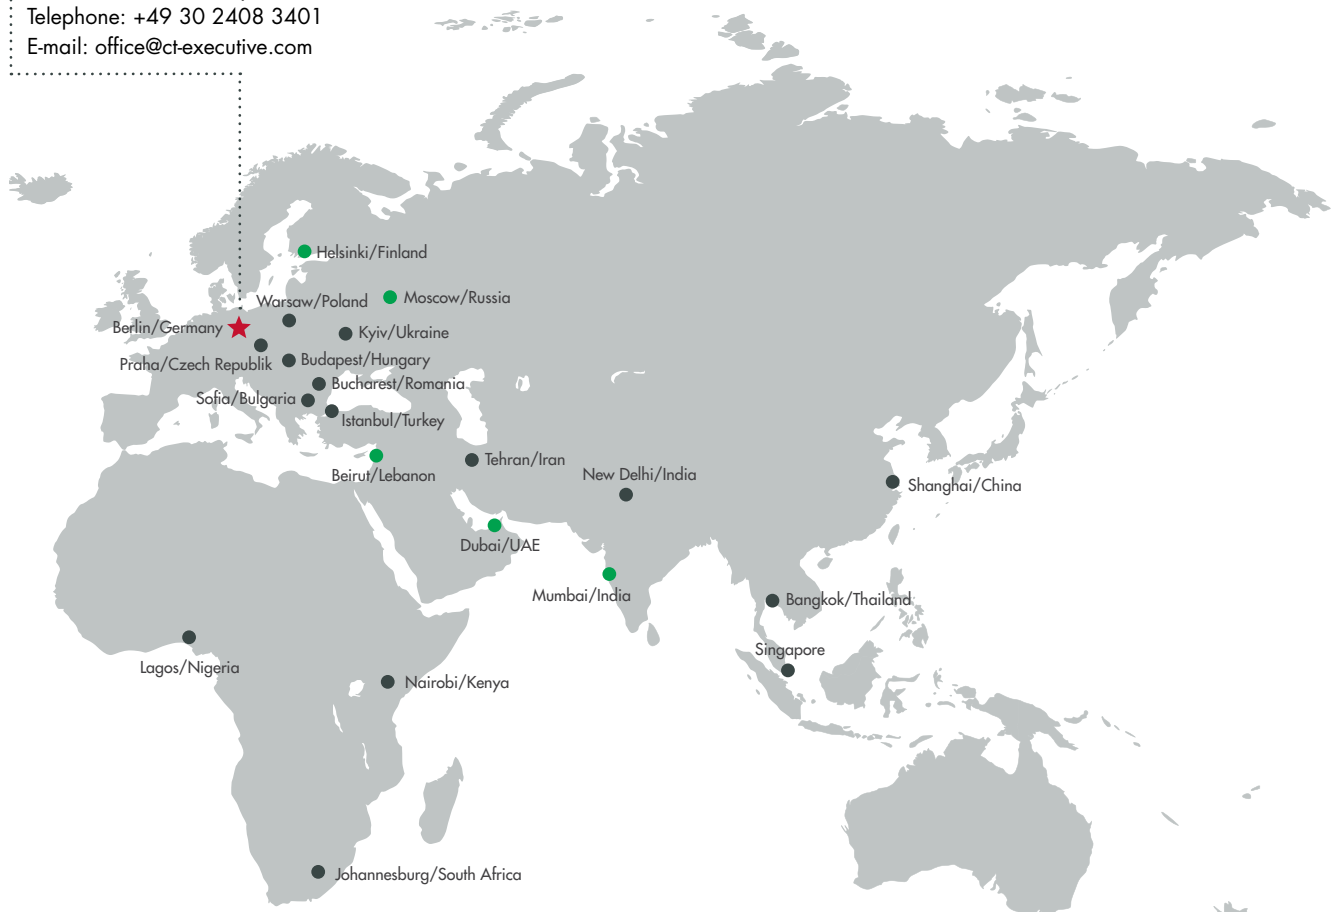 Telephone: +49 30 2408 3401
E-mail: office@ct-executive.com
Helsinki/Finland
Warsaw/Poland
Moscow/Russia
Berlin/Germany
Kyiv/Ukraine
Praha/Czech Republik
Budapest/Hungary
Bucharest/Romania
Sofia/Bulgaria
Istanbul/Turkey
Beirut/Lebanon
Tehran/Iran
New Delhi/India
Shanghai/China
Dubai/UAE
Mumbai/India
Bangkok/Thailand
Singapore
Lagos/Nigeria
Nairobi/Kenya
Johannesburg/South Africa